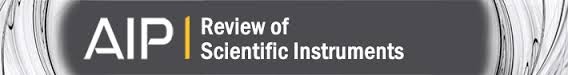 AIP | Review of
Scientific Instruments